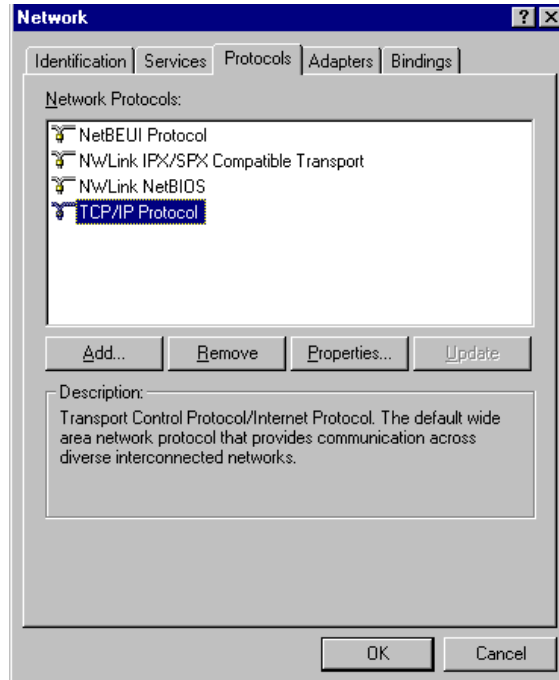 Network
Identification Services Protocols Adapters Bindings
Network Protocols:
NetBEUI Protocol
NWLink IPX/SPX Compatible Transport
NWLink NetBIOS
TCP/IP Protocol
Add... Remove Properties... Update
Description:
Transport Control Protocol/Internet Protocol. The default wide
area network protocol that provides communication across
diverse interconnected networks.
OK Cancel